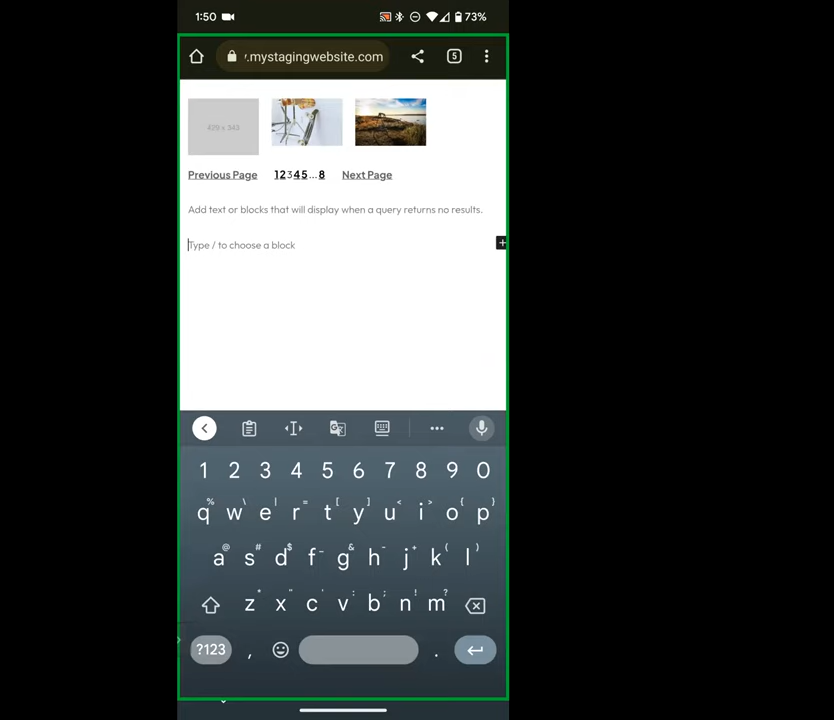 1:50 73%
.mystagingwebsite.com 5
429 x 343
Previous Page 12345...8 Next Page
Add text or blocks that will display when a query returns no results.
Type / to choose a block
1 2 3 4 5 6 7 8 9 0
% \ | = [ ] < > { }
q w e r t y u i o p
@ # $ _ & - + ( )
a s d f g h j k l
* " ' : ; ! ?
z x c v b n m
?123 , .